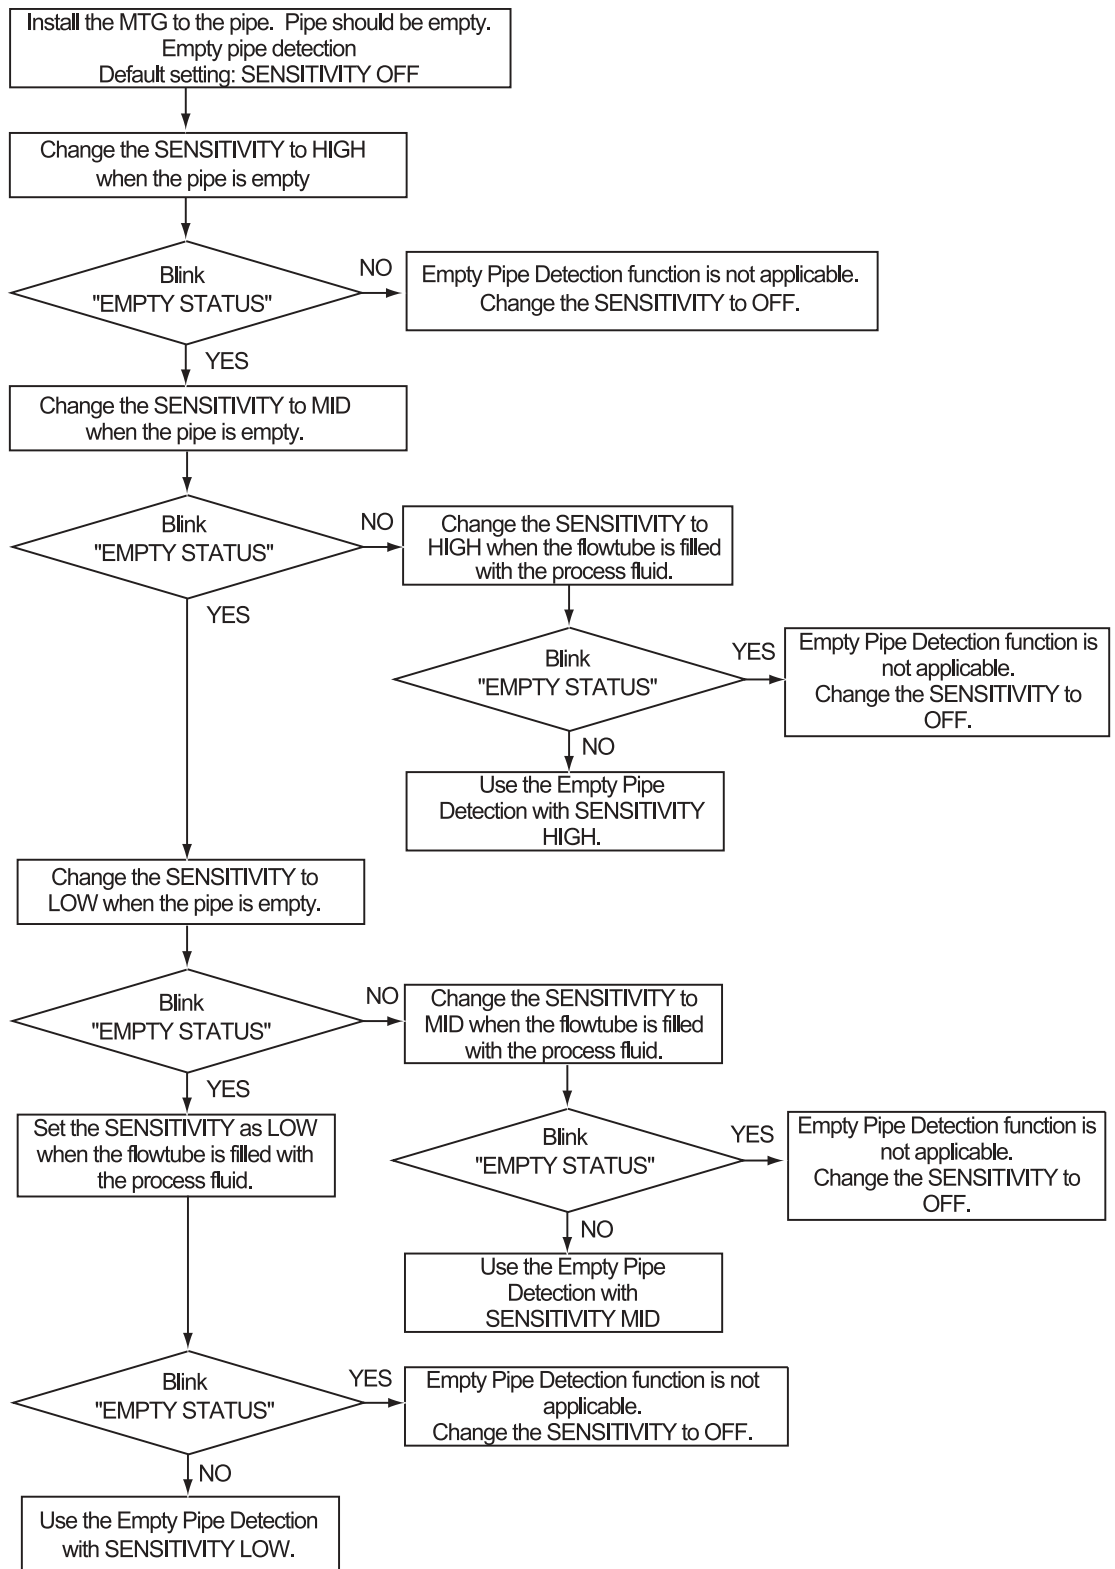 Install the MTG to the pipe. Pipe should be empty.
Empty pipe detection
Default setting: SENSITIVITY OFF
Change the SENSITIVITY to HIGH
when the pipe is empty
Blink
"EMPTY STATUS"
NO
Empty Pipe Detection function is not applicable.
Change the SENSITIVITY to OFF.
YES
Change the SENSITIVITY to MID
when the pipe is empty.
Blink
"EMPTY STATUS"
NO
Change the SENSITIVITY to
HIGH when the flowtube is filled
with the process fluid.
YES
Blink
"EMPTY STATUS"
YES
Empty Pipe Detection function is
not applicable.
Change the SENSITIVITY to
OFF.
NO
Use the Empty Pipe
Detection with SENSITIVITY
HIGH.
Change the SENSITIVITY to
LOW when the pipe is empty.
Blink
"EMPTY STATUS"
NO
Change the SENSITIVITY to
MID when the flowtube is filled
with the process fluid.
YES
Set the SENSITIVITY as LOW
when the flowtube is filled with
the process fluid.
Blink
"EMPTY STATUS"
YES
Empty Pipe Detection function is
not applicable.
Change the SENSITIVITY to
OFF.
NO
Use the Empty Pipe
Detection with
SENSITIVITY MID
Blink
"EMPTY STATUS"
YES
Empty Pipe Detection function is not
applicable.
Change the SENSITIVITY to OFF.
NO
Use the Empty Pipe Detection
with SENSITIVITY LOW.